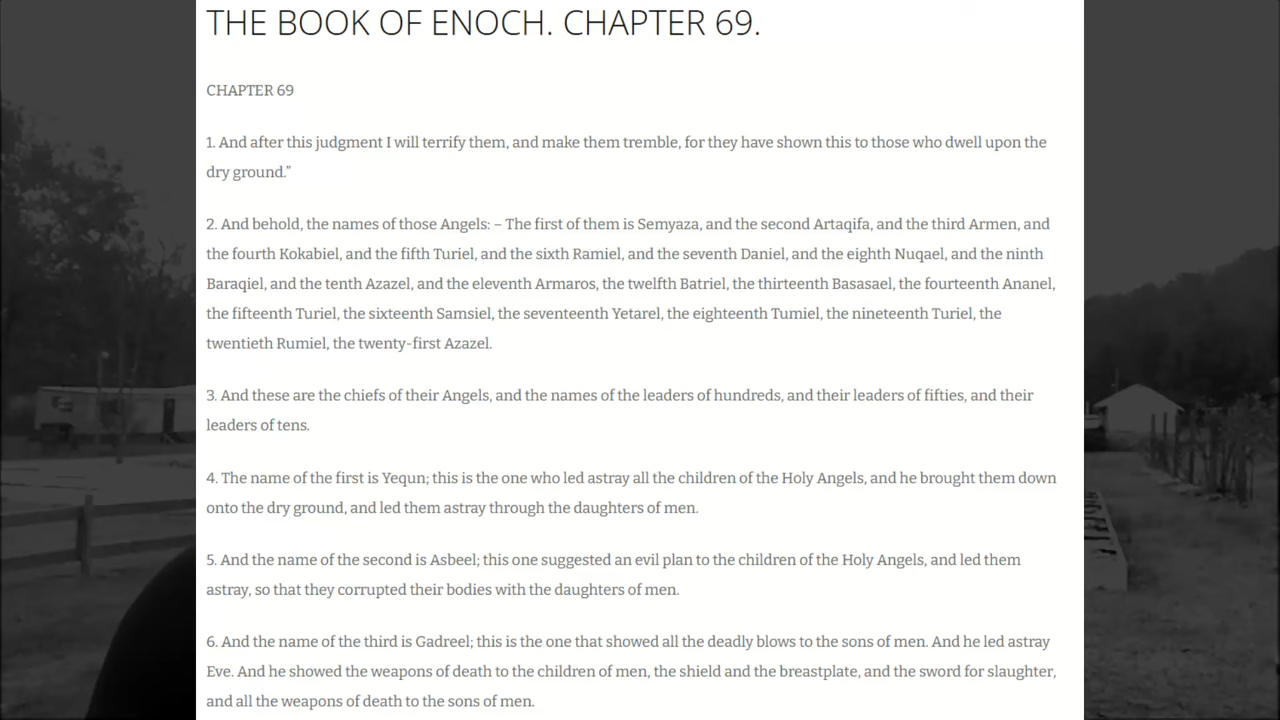 THE BOOK OF ENOCH. CHAPTER 69.
CHAPTER 69
1. And after this judgment I will terrify them, and make them tremble, for they have shown this to those who dwell upon the
dry ground.”
2. And behold, the names of those Angels: – The first of them is Semyaza, and the second Artaqifa, and the third Armen, and
the fourth Kokabiel, and the fifth Turiel, and the sixth Ramiel, and the seventh Daniel, and the eighth Nuqael, and the ninth
Baraqiel, and the tenth Azazel, and the eleventh Armaros, the twelfth Batriel, the thirteenth Basasael, the fourteenth Ananel,
the fifteenth Turiel, the sixteenth Samsiel, the seventeenth Yetarel, the eighteenth Tumiel, the nineteenth Turiel, the
twentieth Rumiel, the twenty-first Azazel.
3. And these are the chiefs of their Angels, and the names of the leaders of hundreds, and their leaders of fifties, and their
leaders of tens.
4. The name of the first is Yequn; this is the one who led astray all the children of the Holy Angels, and he brought them down
onto the dry ground, and led them astray through the daughters of men.
5. And the name of the second is Asbeel; this one suggested an evil plan to the children of the Holy Angels, and led them
astray, so that they corrupted their bodies with the daughters of men.
6. And the name of the third is Gadreel; this is the one that showed all the deadly blows to the sons of men. And he led astray
Eve. And he showed the weapons of death to the children of men, the shield and the breastplate, and the sword for slaughter,
and all the weapons of death to the sons of men.